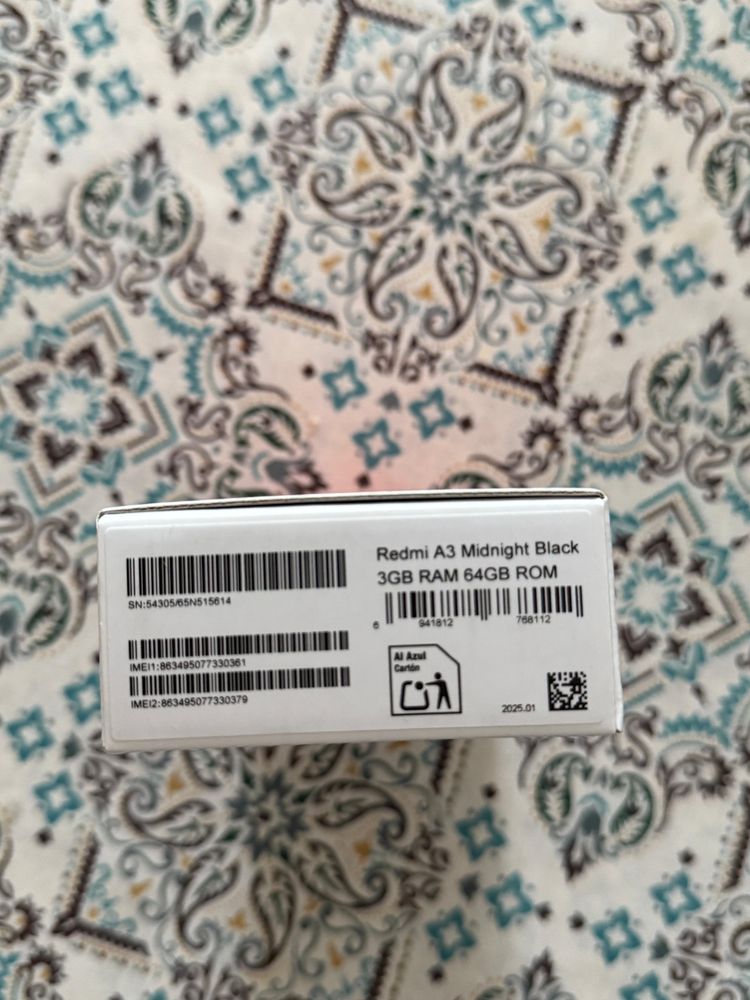 SN:54305/65N515614
IMEI1:863495077330361
IMEI2:863495077330379
Redmi A3 Midnight Black
3GB RAM 64GB ROM
6 941812 768112
Al Azul
Cartón
2025.01